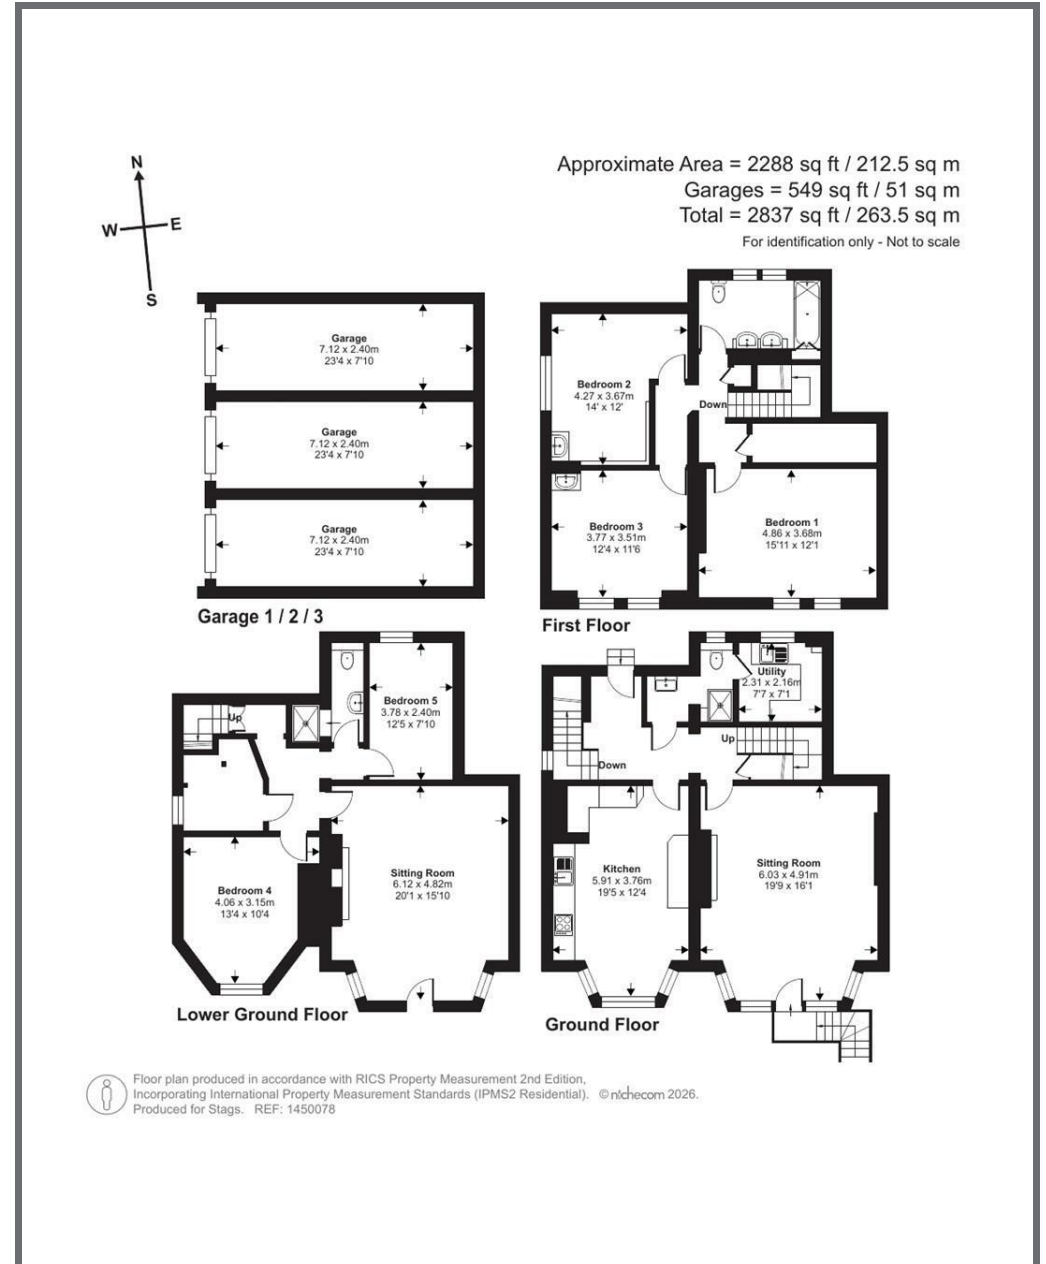 N
W E
S
Approximate Area = 2288 sq ft / 212.5 sq m
Garages = 549 sq ft / 51 sq m
Total = 2837 sq ft / 263.5 sq m
For identification only - Not to scale
Garage
7.12 x 2.40m
23'4 x 7'10
Garage
7.12 x 2.40m
23'4 x 7'10
Garage
7.12 x 2.40m
23'4 x 7'10
Garage 1 / 2 / 3
Bedroom 2
4.27 x 3.67m
14' x 12'
Down
Bedroom 3
3.77 x 3.51m
12'4 x 11'6
Bedroom 1
4.86 x 3.68m
15'11 x 12'1
First Floor
Up
Bedroom 5
3.78 x 2.40m
12'5 x 7'10
Sitting Room
6.12 x 4.82m
20'1 x 15'10
Bedroom 4
4.06 x 3.15m
13'4 x 10'4
Lower Ground Floor
Utility
2.31 x 2.16m
7'7 x 7'1
Up
Down
Kitchen
5.91 x 3.76m
19'5 x 12'4
Sitting Room
6.03 x 4.91m
19'9 x 16'1
Ground Floor
Floor plan produced in accordance with RICS Property Measurement 2nd Edition,
Incorporating International Property Measurement Standards (IPMS2 Residential). © nichecom 2026.
Produced for Stags. REF: 1450078